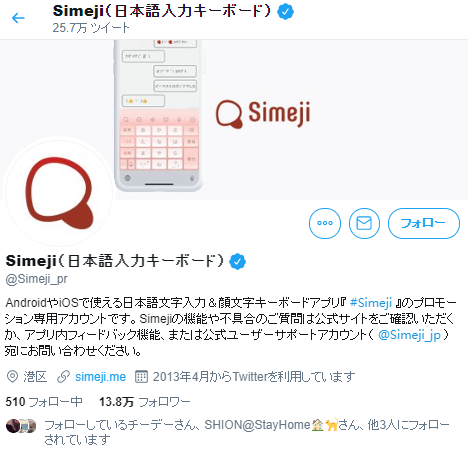 Simeji（日本語入力キーボード）
25.7万 ツイート
Simeji
フォロー
Simeji（日本語入力キーボード）
@Simeji_pr
AndroidやiOSで使える日本語文字入力＆顔文字キーボードアプリ『 #Simeji 』のプロモー
ション専用アカウントです。Simejiの機能や不具合のご質問は公式サイトをご確認いただく
か、アプリ内フィードバック機能、または公式ユーザーサポートアカウント（ @Simeji_jp ）
宛にお問い合わせください。
港区 simeji.me 2013年4月からTwitterを利用しています
510 フォロー中 13.8万 フォロワー
フォローしているチーデーさん、SHION@StayHome🏠🐈さん、他3人にフォロー
されています